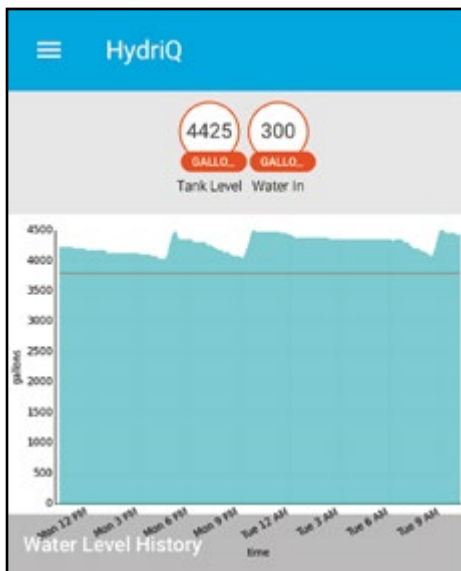 HydriQ
4425 300
GALLO... GALLO...
Tank Level Water In
4500
4000
3500
3000
2500
2000
1500
1000
500
0
gallons
Mon 12 PM Mon 3 PM Mon 6 PM Mon 9 PM Tue 12 AM Tue 3 AM Tue 6 AM Tue 9 AM
time
Water Level History